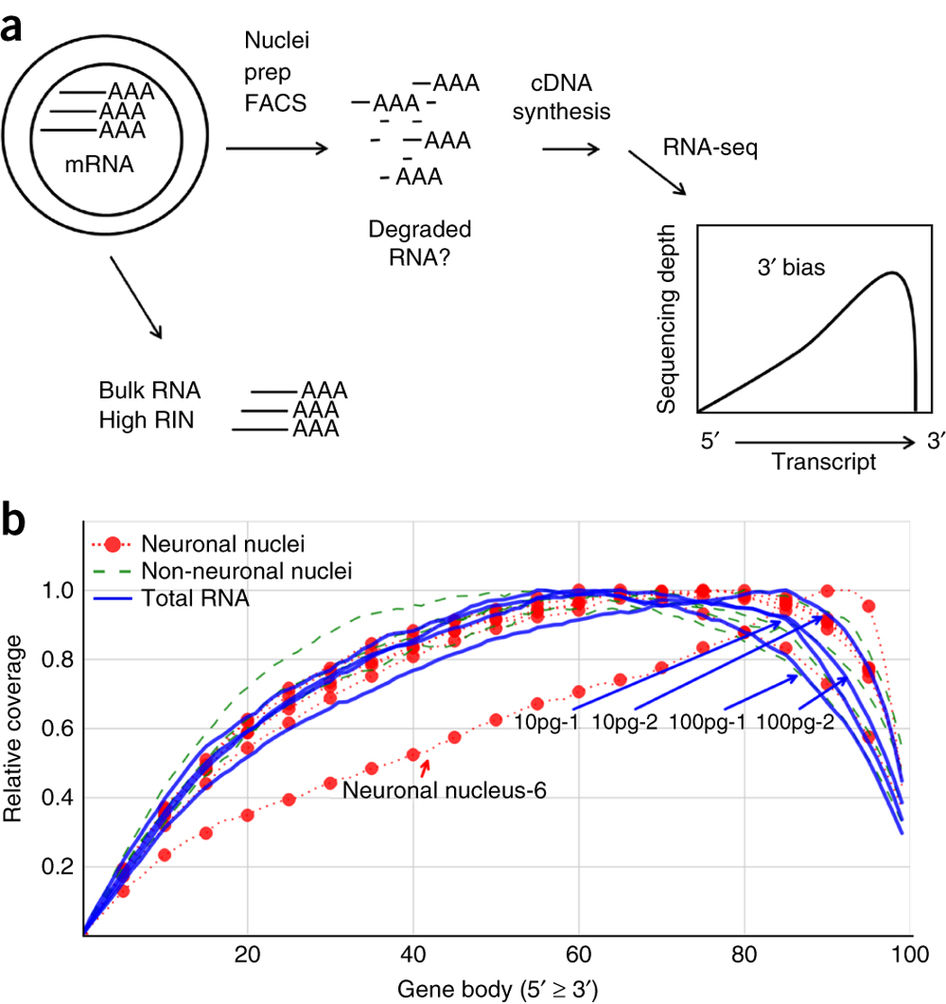 a
Nuclei
prep
FACS
AAA
AAA
AAA
mRNA
AAA
AAA
AAA
AAA
Degraded
RNA?
cDNA
synthesis
RNA-seq
Sequencing depth
3′ bias
5′
3′
Transcript
Bulk RNA
High RIN
AAA
AAA
AAA
b
Neuronal nuclei
Non-neuronal nuclei
Total RNA
Relative coverage
1.0
0.8
0.6
0.4
0.2
10pg-1 10pg-2 100pg-1 100pg-2
Neuronal nucleus-6
20 40 60 80 100
Gene body (5′ ≥ 3′)